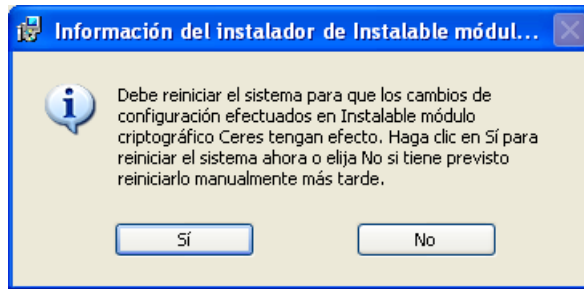 Información del instalador de Instalable módul...
Debe reiniciar el sistema para que los cambios de
configuración efectuados en Instalable módulo
criptográfico Ceres tengan efecto. Haga clic en Sí para
reiniciar el sistema ahora o elija No si tiene previsto
reiniciarlo manualmente más tarde.
Sí
No